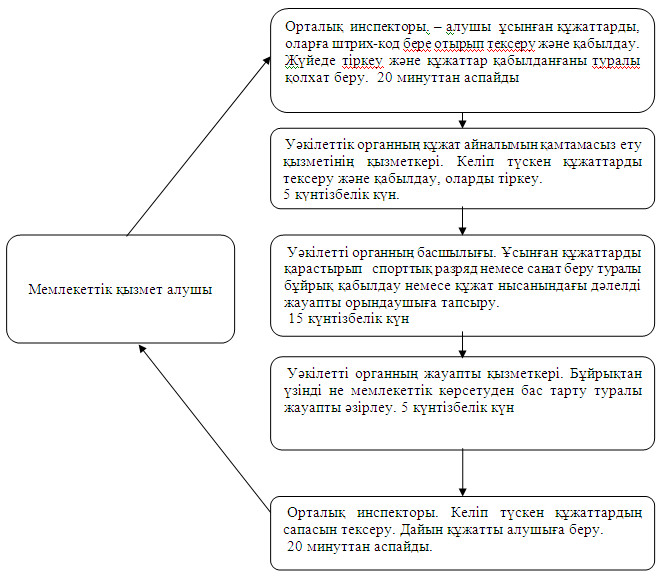 Орталық инспекторы. – алушы ұсынған құжаттарды,
оларға штрих-код бере отырып тексеру және қабылдау.
Жүйеде тіркеу және құжаттар қабылданғаны туралы
қолхат беру. 20 минуттан аспайды
Уәкілеттік органның құжат айналымын қамтамасыз ету
қызметінің қызметкері. Келіп түскен құжаттарды
тексеру және қабылдау, оларды тіркеу.
5 күнтізбелік күн.
Уәкілетті органның басшылығы. Ұсынған құжаттарды
қарастырып спорттық разряд немесе санат беру туралы
бұйрық қабылдау немесе құжат нысанындағы дәлелді
жауапты орындаушыға тапсыру.
15 күнтізбелік күн
Мемлекеттік қызмет алушы
Уәкілетті органның жауапты қызметкері. Бұйрықтан
үзінді не мемлекеттік көрсетуден бас тарту туралы
жауапты әзірлеу. 5 күнтізбелік күн
Орталық инспекторы. Келіп түскен құжаттардың
сапасын тексеру. Дайын құжатты алушыға беру.
20 минуттан аспайды.